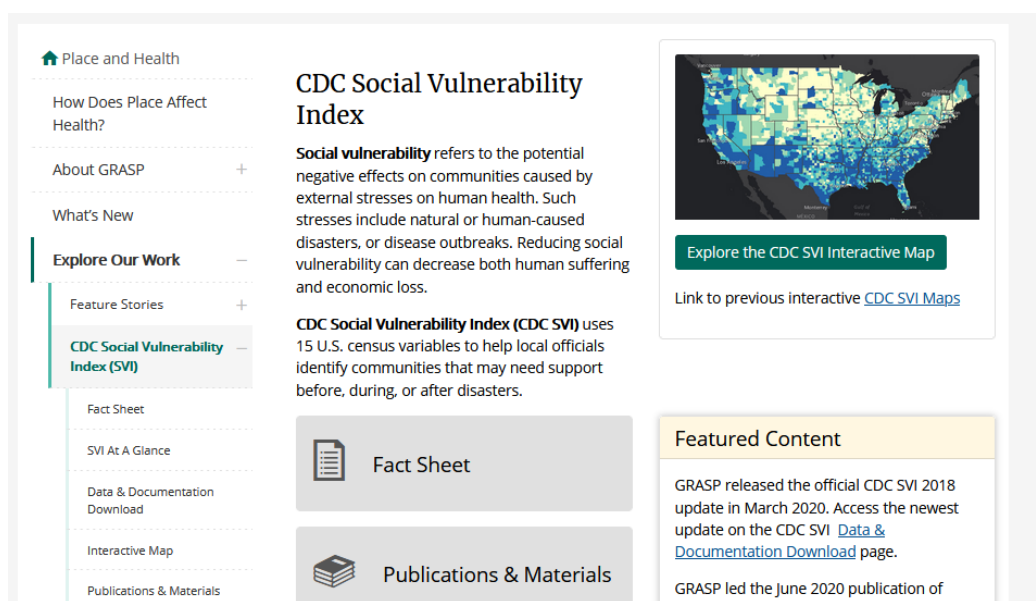 Place and Health
How Does Place Affect
Health?
About GRASP
What's New
Explore Our Work
Feature Stories
CDC Social Vulnerability
Index (SVI)
Fact Sheet
SVI At A Glance
Data & Documentation
Download
Interactive Map
Publications & Materials
CDC Social Vulnerability
Index
Social vulnerability refers to the potential
negative effects on communities caused by
external stresses on human health. Such
stresses include natural or human-caused
disasters, or disease outbreaks. Reducing social
vulnerability can decrease both human suffering
and economic loss.
CDC Social Vulnerability Index (CDC SVI) uses
15 U.S. census variables to help local officials
identify communities that may need support
before, during, or after disasters.
Fact Sheet
Publications & Materials
Explore the CDC SVI Interactive Map
Link to previous interactive CDC SVI Maps
Featured Content
GRASP released the official CDC SVI 2018
update in March 2020. Access the newest
update on the CDC SVI Data &
Documentation Download page.
GRASP led the June 2020 publication of